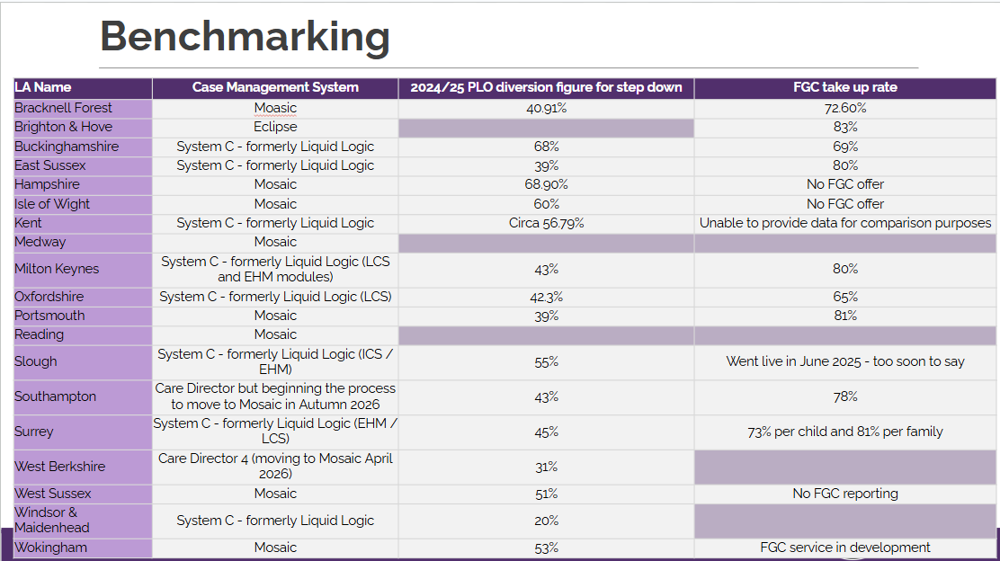 Benchmarking
LA Name Case Management System 2024/25 PLO diversion figure for step down FGC take up rate
Bracknell Forest Moasic 40.91% 72.60%
Brighton & Hove Eclipse 83%
Buckinghamshire System C - formerly Liquid Logic 68% 69%
East Sussex System C - formerly Liquid Logic 39% 80%
Hampshire Mosaic 68.90% No FGC offer
Isle of Wight Mosaic 60% No FGC offer
Kent System C - formerly Liquid Logic Circa 56.79% Unable to provide data for comparison purposes
Medway Mosaic
Milton Keynes System C - formerly Liquid Logic (LCS
and EHM modules) 43% 80%
Oxfordshire System C - formerly Liquid Logic (LCS) 42.3% 65%
Portsmouth Mosaic 39% 81%
Reading Mosaic
Slough System C - formerly Liquid Logic (ICS /
EHM) 55% Went live in June 2025 - too soon to say
Southampton Care Director but beginning the process
to move to Mosaic in Autumn 2026 43% 78%
Surrey System C - formerly Liquid Logic (EHM /
LCS) 45% 73% per child and 81% per family
West Berkshire Care Director 4 (moving to Mosaic April
2026) 31%
West Sussex Mosaic 51% No FGC reporting
Windsor &
Maidenhead System C - formerly Liquid Logic 20%
Wokingham Mosaic 53% FGC service in development